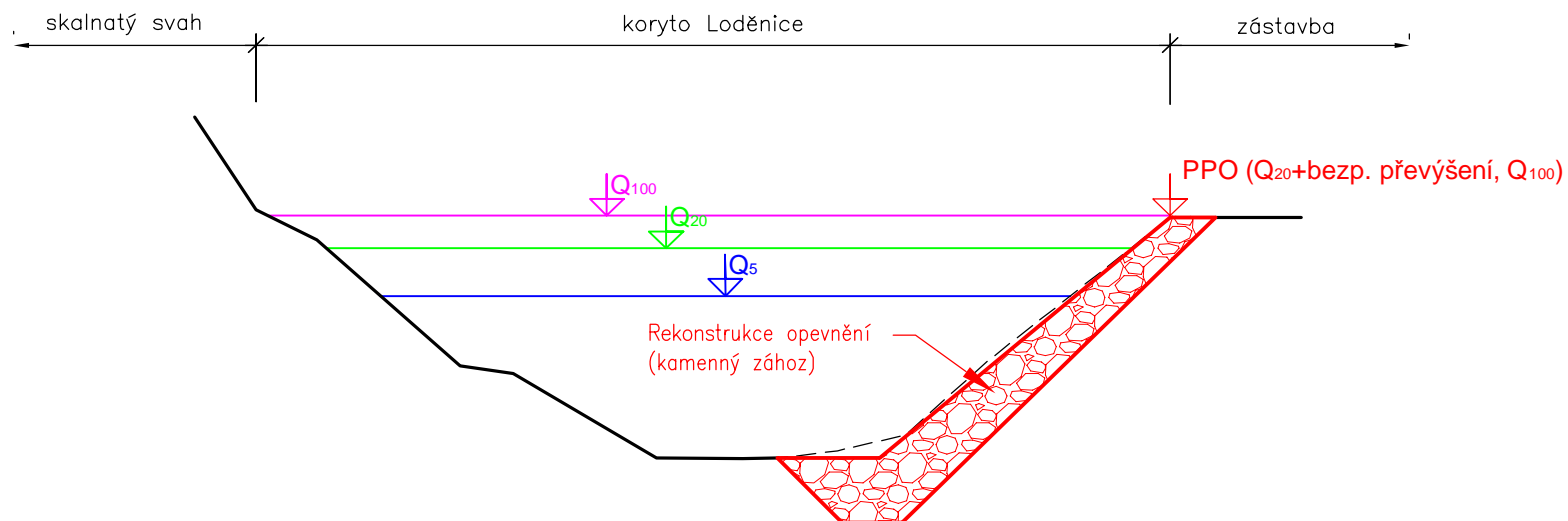 skalnatý svah
koryto Loděnice
zástavba
PPO (Q20+bezp. převýšení, Q100)
Q100
Q20
Q5
Rekonstrukce opevnění
(kamenný zához)